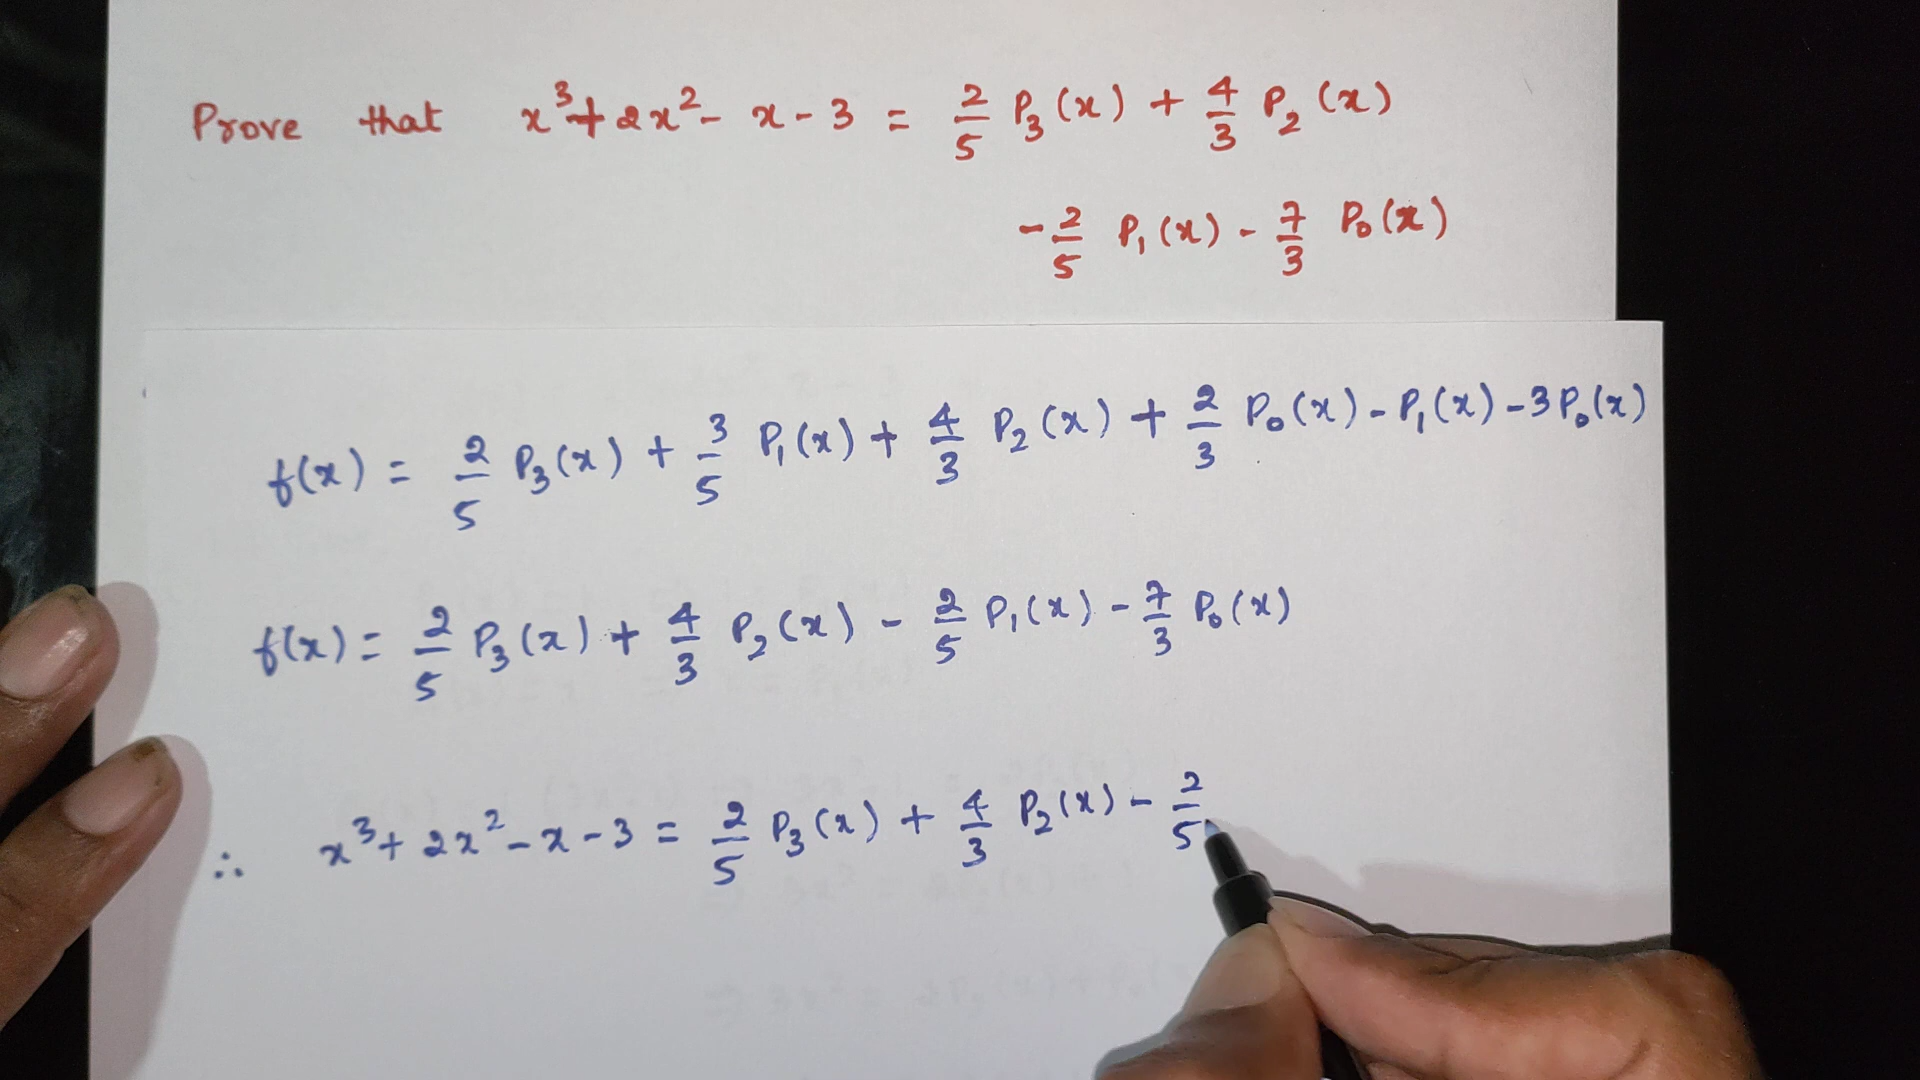 Prove that x³ + 2x² - x - 3 = 2/5 P₃(x) + 4/3 P₂(x)
- 2/5 P₁(x) - 7/3 P₀(x)
f(x) = 2/5 P₃(x) + 3/5 P₁(x) + 4/3 P₂(x) + 2/3 P₀(x) - P₁(x) - 3P₀(x)
f(x) = 2/5 P₃(x) + 4/3 P₂(x) - 2/5 P₁(x) - 7/3 P₀(x)
∴ x³ + 2x² - x - 3 = 2/5 P₃(x) + 4/3 P₂(x) - 2/5